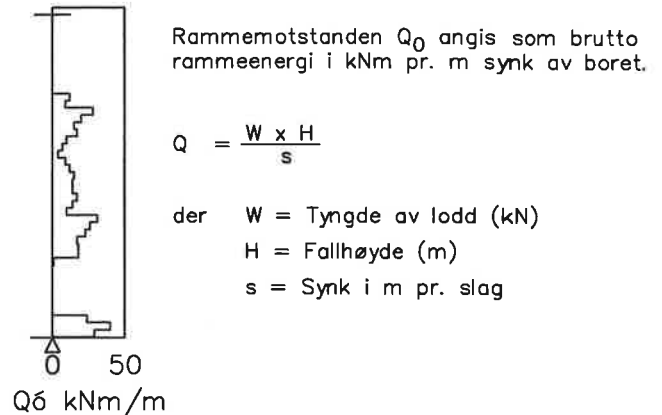 Rammemotstanden Q0 angis som brutto
rammeenergi i kNm pr. m synk av boret.
Q = W x H / s
der W = Tyngde av lodd (kN)
H = Fallhøyde (m)
s = Synk i m pr. slag
0 50
Qó kNm/m